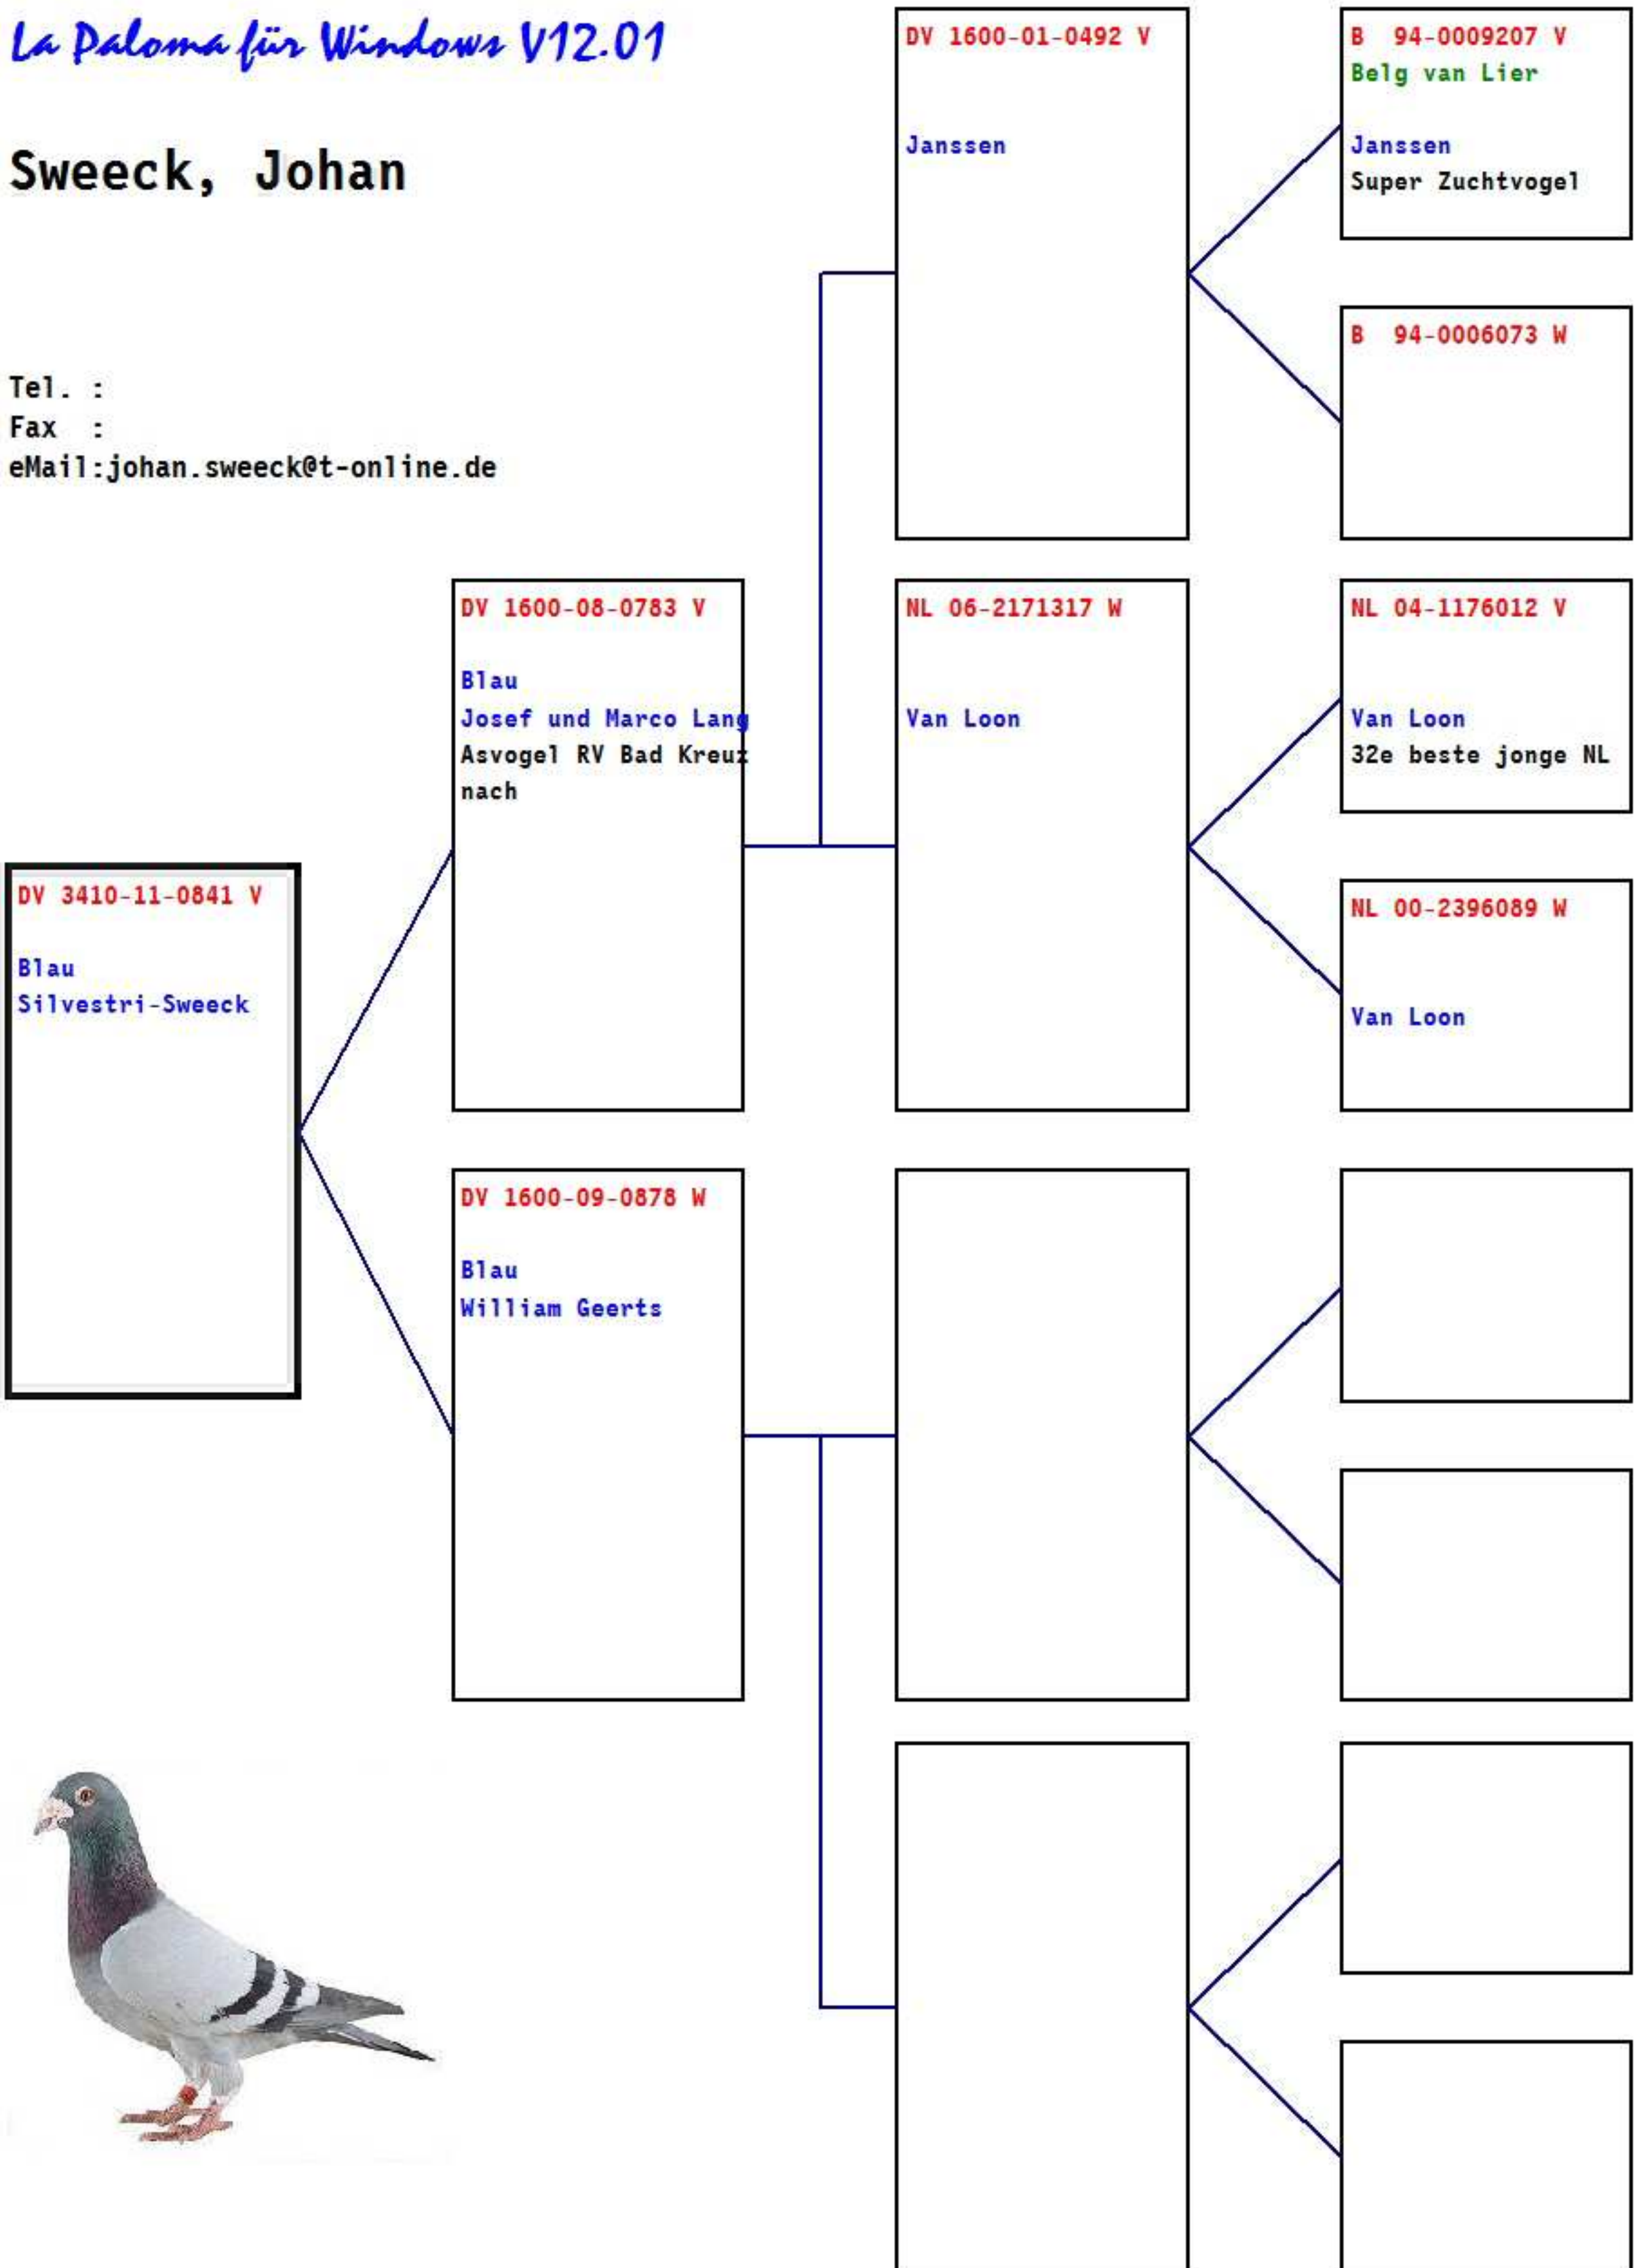 La Paloma für Windows V12.01
Sweeck, Johan
Tel. :
Fax :
eMail:johan.sweeck@t-online.de
DV 3410-11-0841 V
Blau
Silvestri-Sweeck
DV 1600-08-0783 V
Blau
Josef und Marco Lang
Asvogel RV Bad Kreuz
nach
DV 1600-09-0878 W
Blau
William Geerts
DV 1600-01-0492 V
Janssen
NL 06-2171317 W
Van Loon
B 94-0009207 V
Belg van Lier
Janssen
Super Zuchtvogel
B 94-0006073 W
NL 04-1176012 V
Van Loon
32e beste jonge NL
NL 00-2396089 W
Van Loon